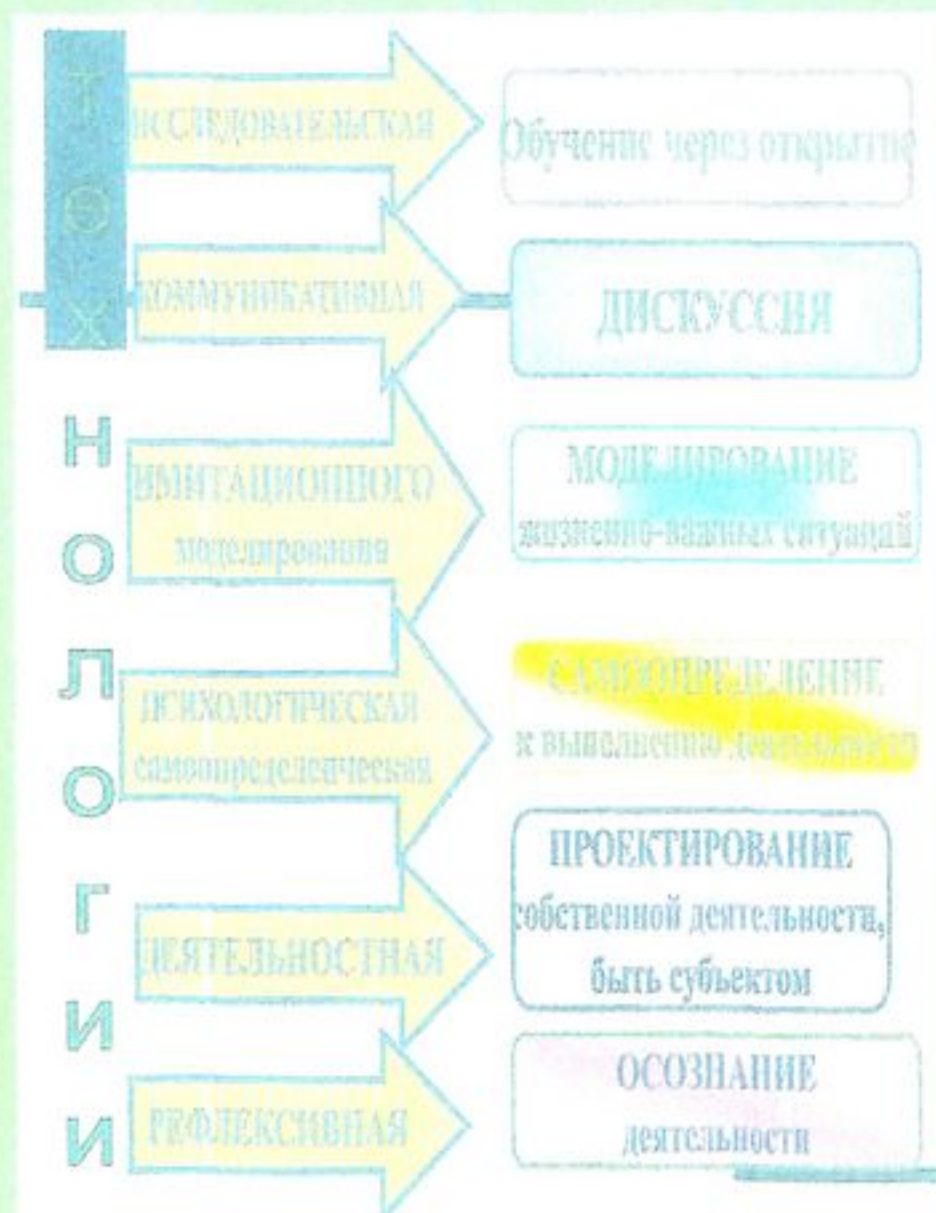 ТЕХНОЛОГИИ
ИССЛЕДОВАТЕЛЬСКАЯ
Обучение через открытие
КОММУНИКАТИВНАЯ
ДИСКУССИЯ
ИМИТАЦИОННОГО
моделирования
МОДЕЛИРОВАНИЕ
жизненно-важных ситуаций
ПСИХОЛОГИЧЕСКАЯ
самоопределенческая
САМООПРЕДЕЛЕНИЕ
к выполнению деятельности
ДЕЯТЕЛЬНОСТНАЯ
ПРОЕКТИРОВАНИЕ
собственной деятельности,
быть субъектом
РЕФЛЕКСИВНАЯ
ОСОЗНАНИЕ
деятельности